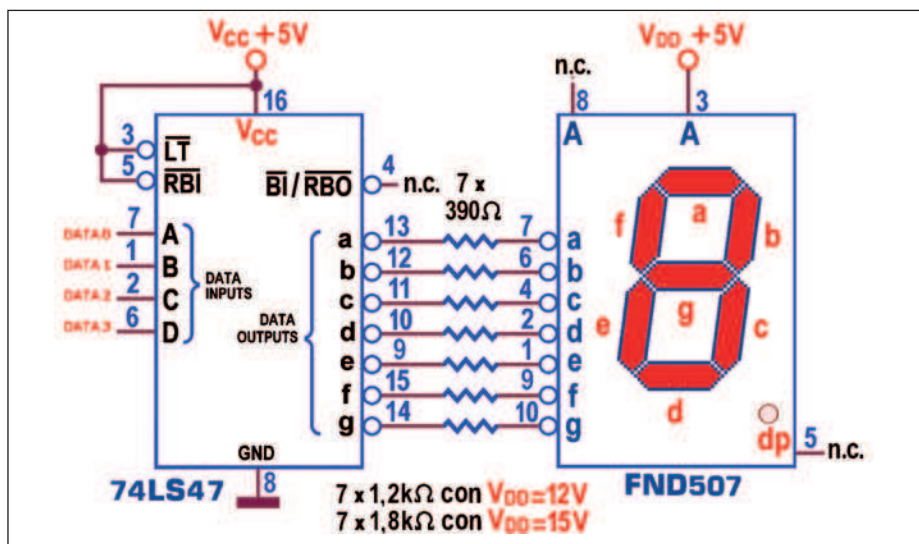 VCC +5V
VDD +5V
n.c.
16
8
3
VCC
A
A
3
LT
5
RBI
BI/RBO
4
n.c.
7 x
390Ω
7
A
DATA 0
1
B
DATA 1
2
C
DATA 2
6
D
DATA 3
DATA
INPUTS
DATA
OUTPUTS
a
13
7
a
b
12
6
b
c
11
4
c
d
10
2
d
e
9
1
e
f
15
9
f
g
14
10
g
a
b
c
d
e
f
g
dp
5
n.c.
GND
8
74LS47
FND507
7 x 1,2kΩ con VDD=12V
7 x 1,8kΩ con VDD=15V